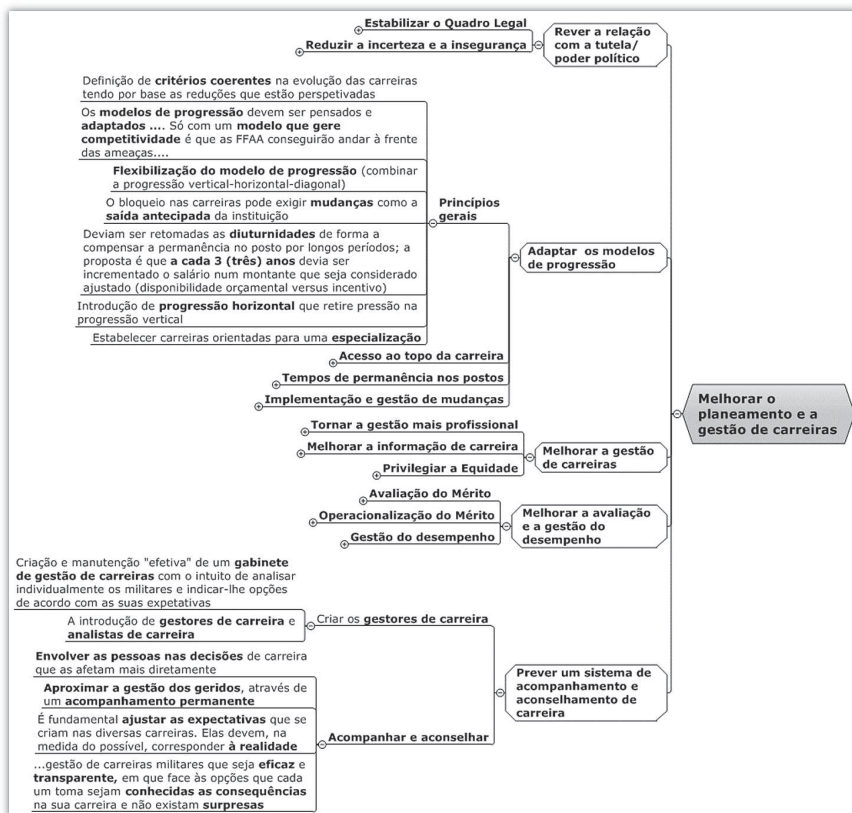 Estabilizar o Quadro Legal
Reduzir a incerteza e a insegurança
Rever a relação
com a tutela/
poder político
Definição de critérios coerentes na evolução das carreiras
tendo por base as reduções que estão perspetivadas
Os modelos de progressão devem ser pensados e
adaptados .... Só com um modelo que gere
competitividade é que as FFAA conseguirão andar à frente
das ameaças....
Flexibilização do modelo de progressão (combinar
a progressão vertical-horizontal-diagonal)
O bloqueio nas carreiras pode exigir mudanças como a
saída antecipada da instituição
Deviam ser retomadas as diuturnidades de forma a
compensar a permanência no posto por longos períodos; a
proposta é que a cada 3 (três) anos devia ser
incrementado o salário num montante que seja considerado
ajustado (disponibilidade orçamental versus incentivo)
Introdução de progressão horizontal que retire pressão na
progressão vertical
Estabelecer carreiras orientadas para uma especialização
Princípios
gerais
Acesso ao topo da carreira
Tempos de permanência nos postos
Implementação e gestão de mudanças
Adaptar os modelos
de progressão
Tornar a gestão mais profissional
Melhorar a informação de carreira
Privilegiar a Equidade
Melhorar a gestão
de carreiras
Avaliação do Mérito
Operacionalização do Mérito
Gestão do desempenho
Melhorar a avaliação
e a gestão do
desempenho
Criação e manutenção "efetiva" de um gabinete
de gestão de carreiras com o intuito de analisar
individualmente os militares e indicar-lhe opções
de acordo com as suas expetativas
A introdução de gestores de carreira e
analistas de carreira
Criar os gestores de carreira
Envolver as pessoas nas decisões de carreira
que as afetam mais diretamente
Aproximar a gestão dos geridos, através de
um acompanhamento permanente
É fundamental ajustar as expectativas que se
criam nas diversas carreiras. Elas devem, na
medida do possível, corresponder à realidade
...gestão de carreiras militares que seja eficaz e
transparente, em que face às opções que cada
um toma sejam conhecidas as consequências
na sua carreira e não existam surpresas
Acompanhar e aconselhar
Prever um sistema de
acompanhamento e
aconselhamento de
carreira
Melhorar o
planeamento e a
gestão de carreiras